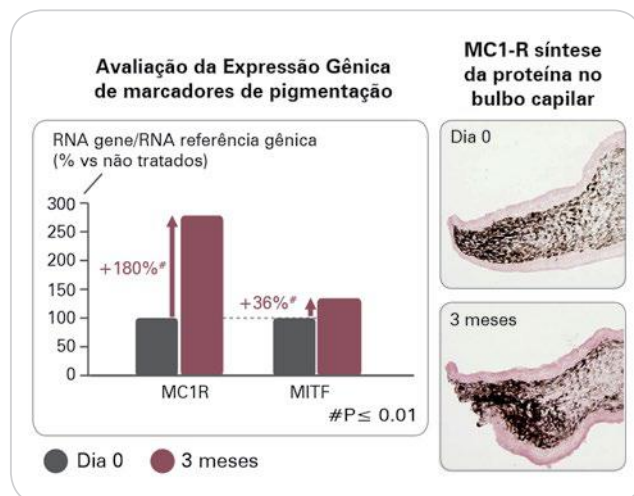 Avaliação da Expressão Gênica
de marcadores de pigmentação
RNA gene/RNA referência gênica
(% vs não tratados)
300
250
200
150
100
50
0
+180%#
+36%#
MC1R
MITF
#P≤ 0.01
Dia 0
3 meses
MC1-R síntese
da proteína no
bulbo capilar
Dia 0
3 meses